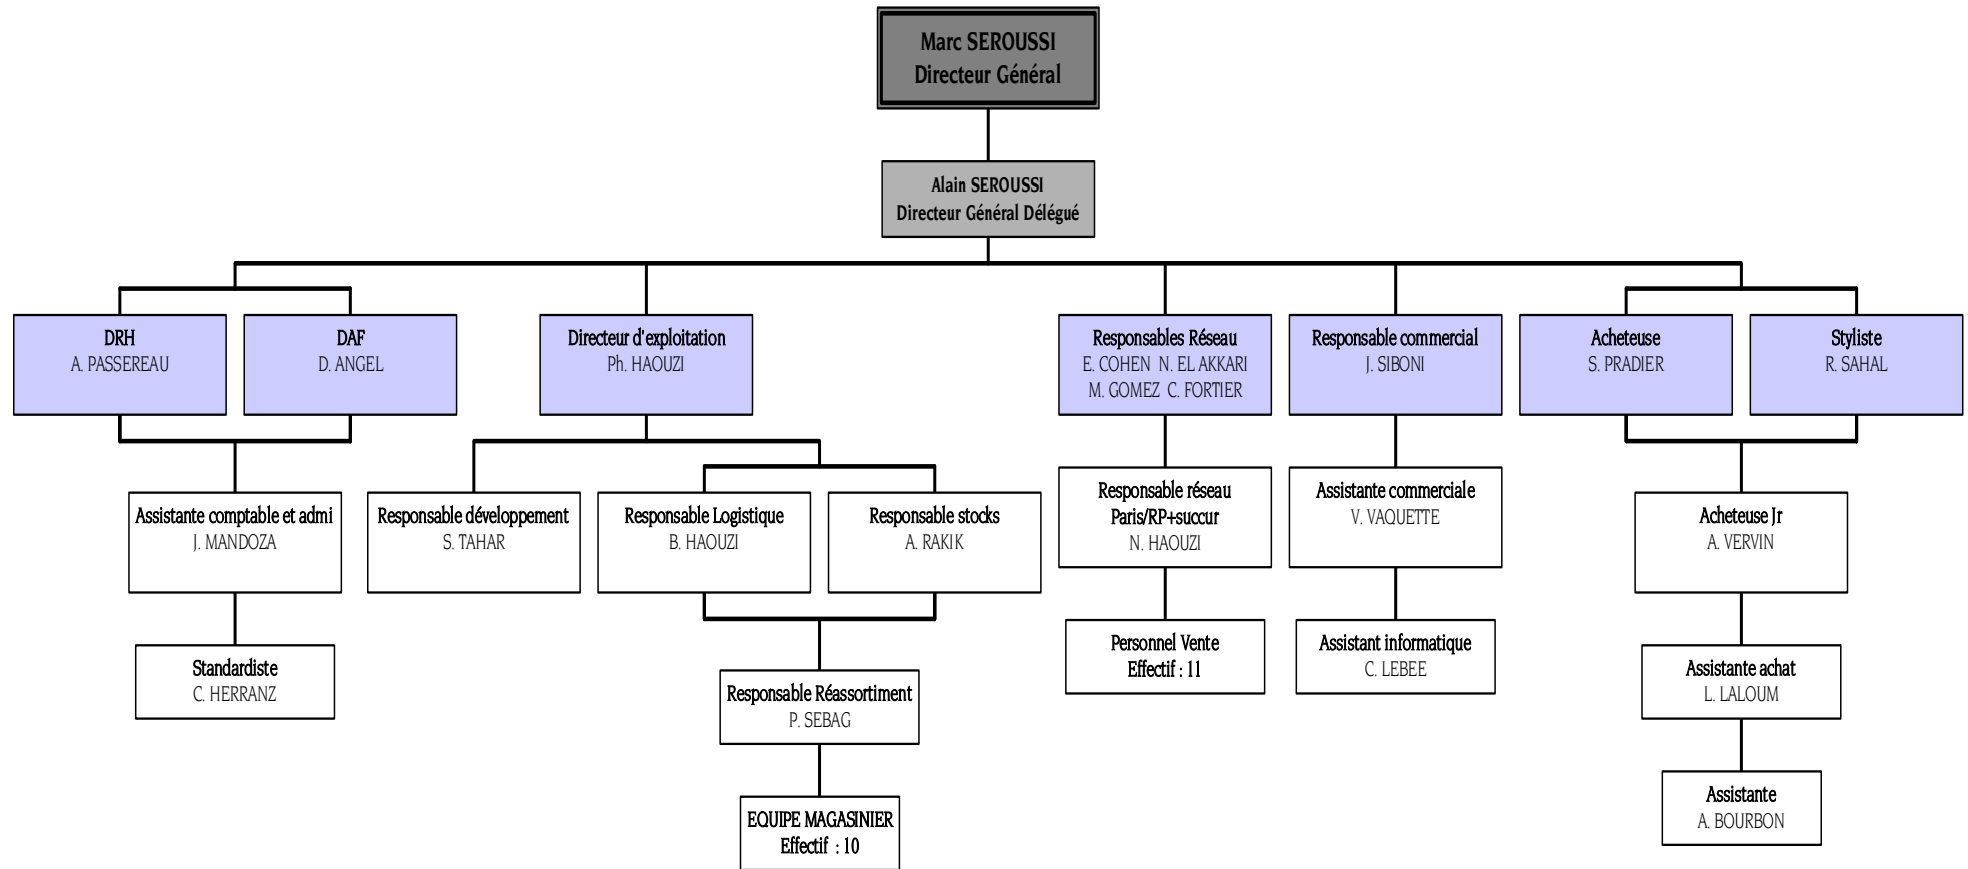 Marc SEROUSSI
Directeur Général
Alain SEROUSSI
Directeur Général Délégué
DRH
A. PASSEREAU
DAF
D. ANGEL
Directeur d'exploitation
Ph. HAOUZI
Responsables Réseau
E. COHEN N. EL AKKARI
M. GOMEZ C. FORTIER
Responsable commercial
J. SIBONI
Acheteuse
S. PRADIER
Styliste
R. SAHAL
Assistante comptable et admi
J. MANDOZA
Responsable développement
S. TAHAR
Responsable Logistique
B. HAOUZI
Responsable stocks
A. RAKIK
Responsable réseau
Paris/RP+succur
N. HAOUZI
Assistante commerciale
V. VAQUETTE
Acheteuse Jr
A. VERVIN
Standardiste
C. HERRANZ
Responsable Réassortiment
P. SEBAG
Personnel Vente
Effectif : 11
Assistant informatique
C. LEBEE
Assistante achat
L. LALOUM
EQUIPE MAGASINIER
Effectif : 10
Assistante
A. BOURBON